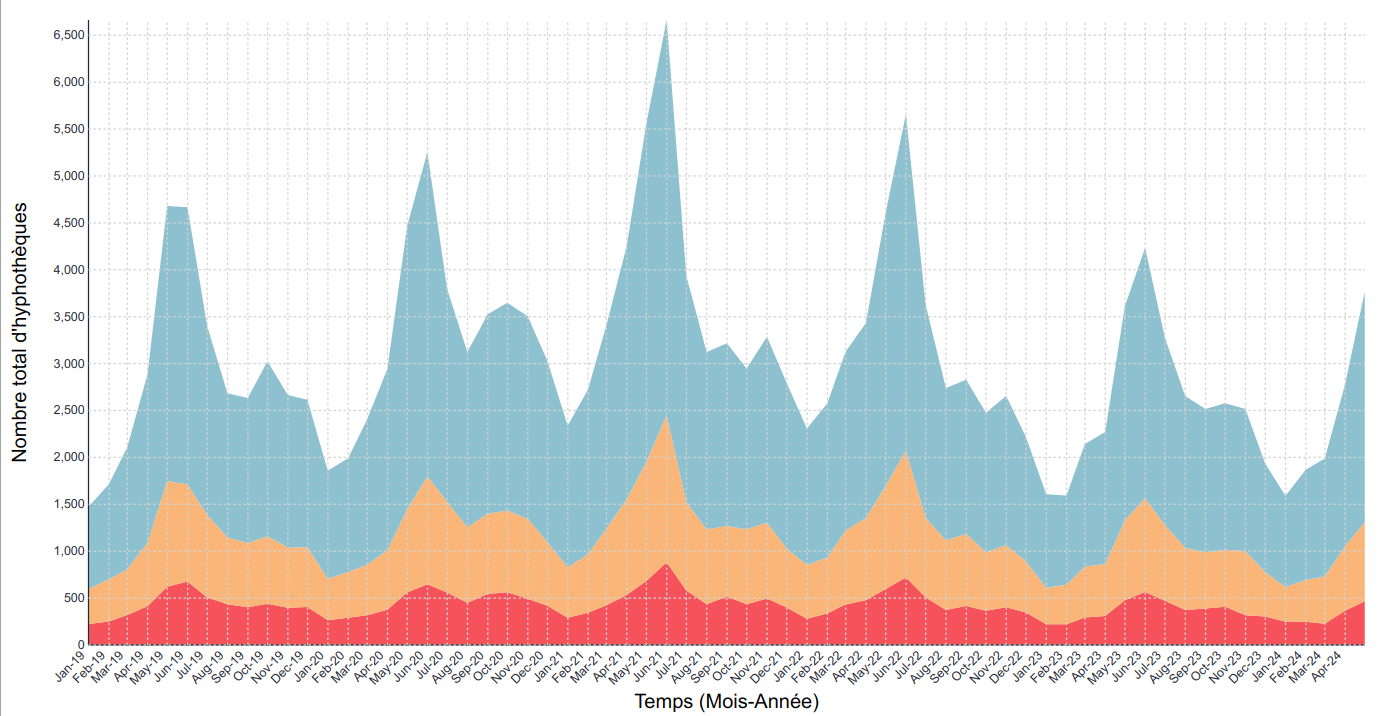 Nombre total d'hyphothèques
6,500
6,000
5,500
5,000
4,500
4,000
3,500
3,000
2,500
2,000
1,500
1,000
500
0
Jan-19
Feb-19
Mar-19
Apr-19
May-19
Jun-19
Jul-19
Aug-19
Sep-19
Oct-19
Nov-19
Dec-19
Jan-20
Feb-20
Mar-20
Apr-20
May-20
Jun-20
Jul-20
Aug-20
Sep-20
Oct-20
Nov-20
Dec-20
Jan-21
Feb-21
Mar-21
Apr-21
May-21
Jun-21
Jul-21
Aug-21
Sep-21
Oct-21
Nov-21
Dec-21
Jan-22
Feb-22
Mar-22
Apr-22
May-22
Jun-22
Jul-22
Aug-22
Sep-22
Oct-22
Nov-22
Dec-22
Jan-23
Feb-23
Mar-23
Apr-23
May-23
Jun-23
Jul-23
Aug-23
Sep-23
Oct-23
Nov-23
Dec-23
Jan-24
Feb-24
Mar-24
Apr-24
Temps (Mois-Année)